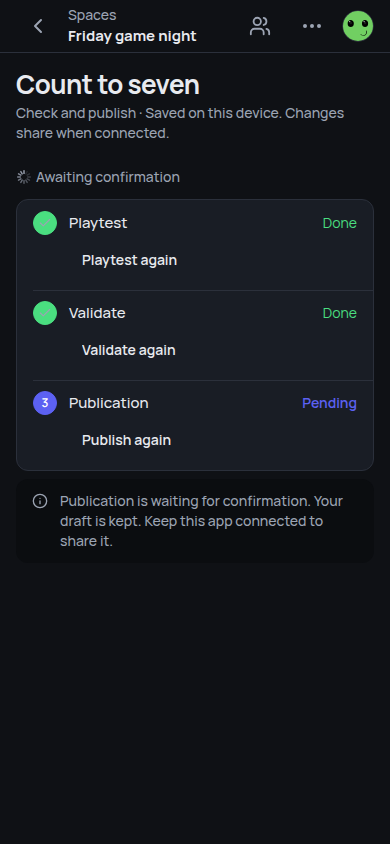 Spaces
Friday game night
Count to seven
Check and publish · Saved on this device. Changes
share when connected.
Awaiting confirmation
Playtest Done
Playtest again
Validate Done
Validate again
3 Publication Pending
Publish again
Publication is waiting for confirmation. Your
draft is kept. Keep this app connected to
share it.